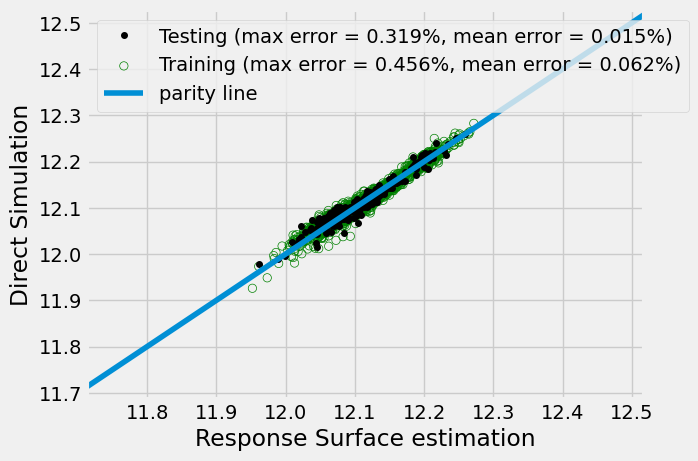 12.5
12.4
12.3
12.2
12.1
12.0
11.9
11.8
11.7
Direct Simulation
Testing (max error = 0.319%, mean error = 0.015%)
Training (max error = 0.456%, mean error = 0.062%)
parity line
11.8 11.9 12.0 12.1 12.2 12.3 12.4 12.5
Response Surface estimation